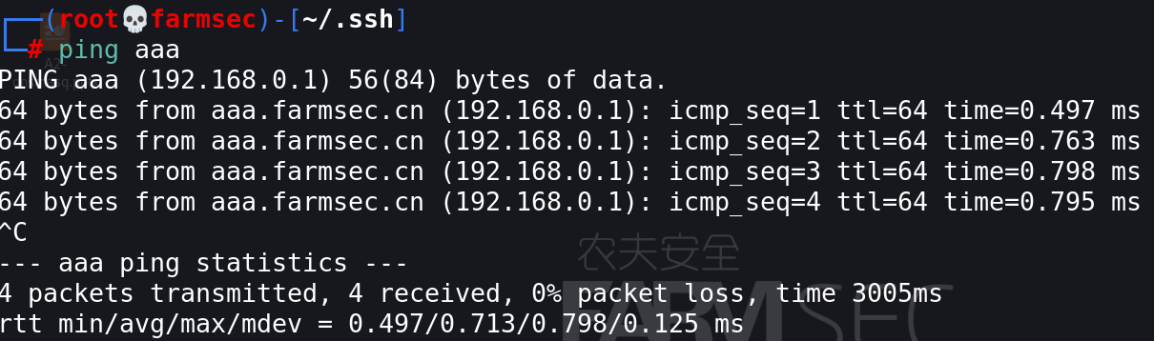 (root💀farmsec)-[~/.ssh]
# ping aaa
PING aaa (192.168.0.1) 56(84) bytes of data.
64 bytes from aaa.farmsec.cn (192.168.0.1): icmp_seq=1 ttl=64 time=0.497 ms
64 bytes from aaa.farmsec.cn (192.168.0.1): icmp_seq=2 ttl=64 time=0.763 ms
64 bytes from aaa.farmsec.cn (192.168.0.1): icmp_seq=3 ttl=64 time=0.798 ms
64 bytes from aaa.farmsec.cn (192.168.0.1): icmp_seq=4 ttl=64 time=0.795 ms
^C
--- aaa ping statistics ---
4 packets transmitted, 4 received, 0% packet loss, time 3005ms
rtt min/avg/max/mdev = 0.497/0.713/0.798/0.125 ms
农夫安全
FARMSEC